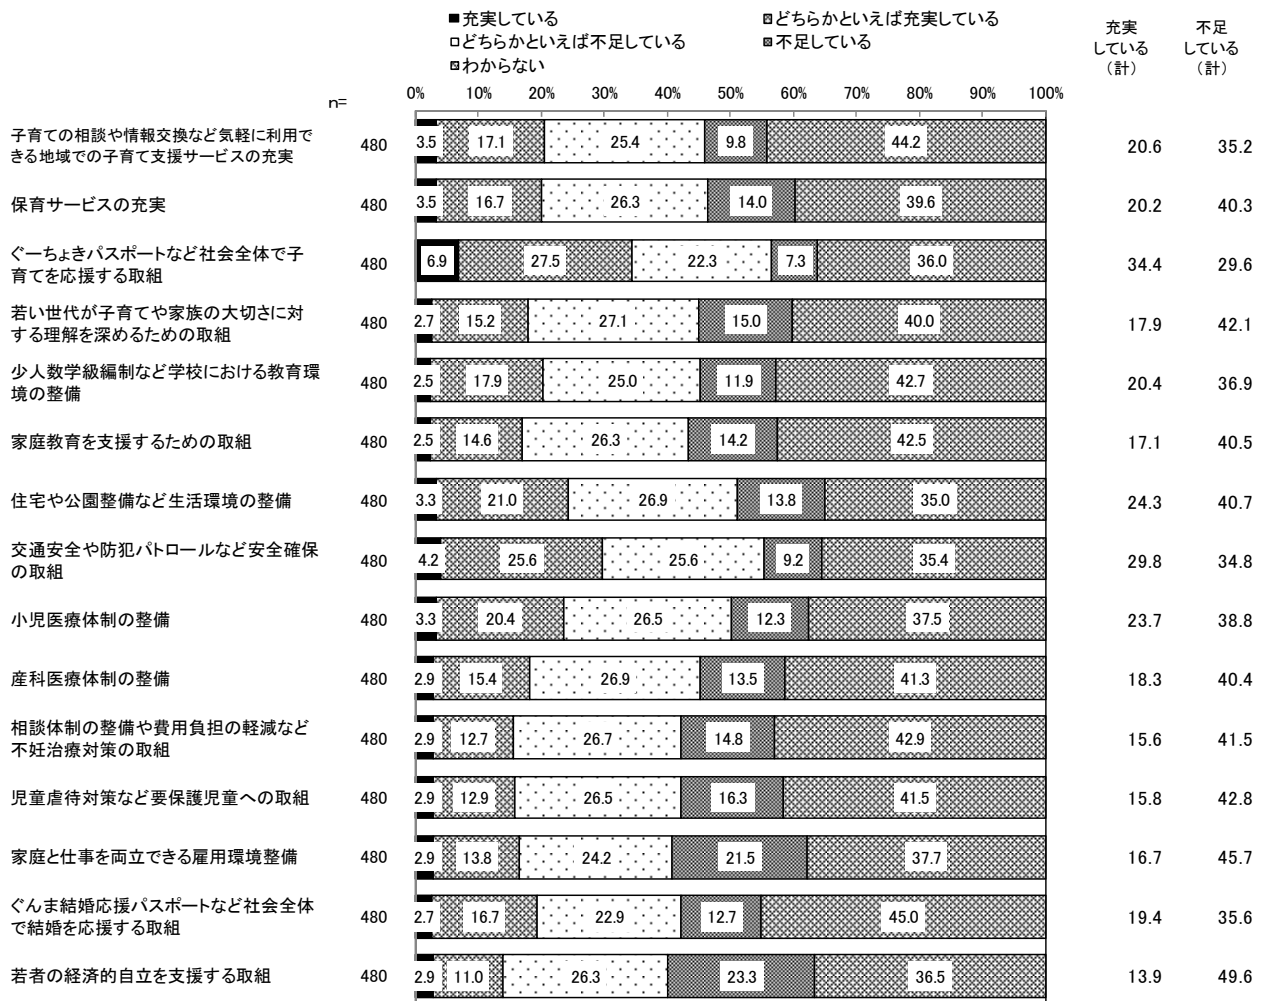 ■充実している
どちらかといえば充実している
どちらかといえば不足している
不足している
わからない
充実
している
（計）
不足
している
（計）
n=
0% 10% 20% 30% 40% 50% 60% 70% 80% 90% 100%
子育ての相談や情報交換など気軽に利用で
きる地域での子育て支援サービスの充実
480 3.5 17.1 25.4 9.8 44.2 20.6 35.2
保育サービスの充実
480 3.5 16.7 26.3 14.0 39.6 20.2 40.3
ぐーちょきパスポートなど社会全体で子
育てを応援する取組
480 6.9 27.5 22.3 7.3 36.0 34.4 29.6
若い世代が子育てや家族の大切さに対
する理解を深めるための取組
480 2.7 15.2 27.1 15.0 40.0 17.9 42.1
少人数学級編制など学校における教育環
境の整備
480 2.5 17.9 25.0 11.9 42.7 20.4 36.9
家庭教育を支援するための取組
480 2.5 14.6 26.3 14.2 42.5 17.1 40.5
住宅や公園整備など生活環境の整備
480 3.3 21.0 26.9 13.8 35.0 24.3 40.7
交通安全や防犯パトロールなど安全確保
の取組
480 4.2 25.6 25.6 9.2 35.4 29.8 34.8
小児医療体制の整備
480 3.3 20.4 26.5 12.3 37.5 23.7 38.8
産科医療体制の整備
480 2.9 15.4 26.9 13.5 41.3 18.3 40.4
相談体制の整備や費用負担の軽減など
不妊治療対策の取組
480 2.9 12.7 26.7 14.8 42.9 15.6 41.5
児童虐待対策など要保護児童への取組
480 2.9 12.9 26.5 16.3 41.5 15.8 42.8
家庭と仕事を両立できる雇用環境整備
480 2.9 13.8 24.2 21.5 37.7 16.7 45.7
ぐんま結婚応援パスポートなど社会全体
で結婚を応援する取組
480 2.7 16.7 22.9 12.7 45.0 19.4 35.6
若者の経済的自立を支援する取組
480 2.9 11.0 26.3 23.3 36.5 13.9 49.6